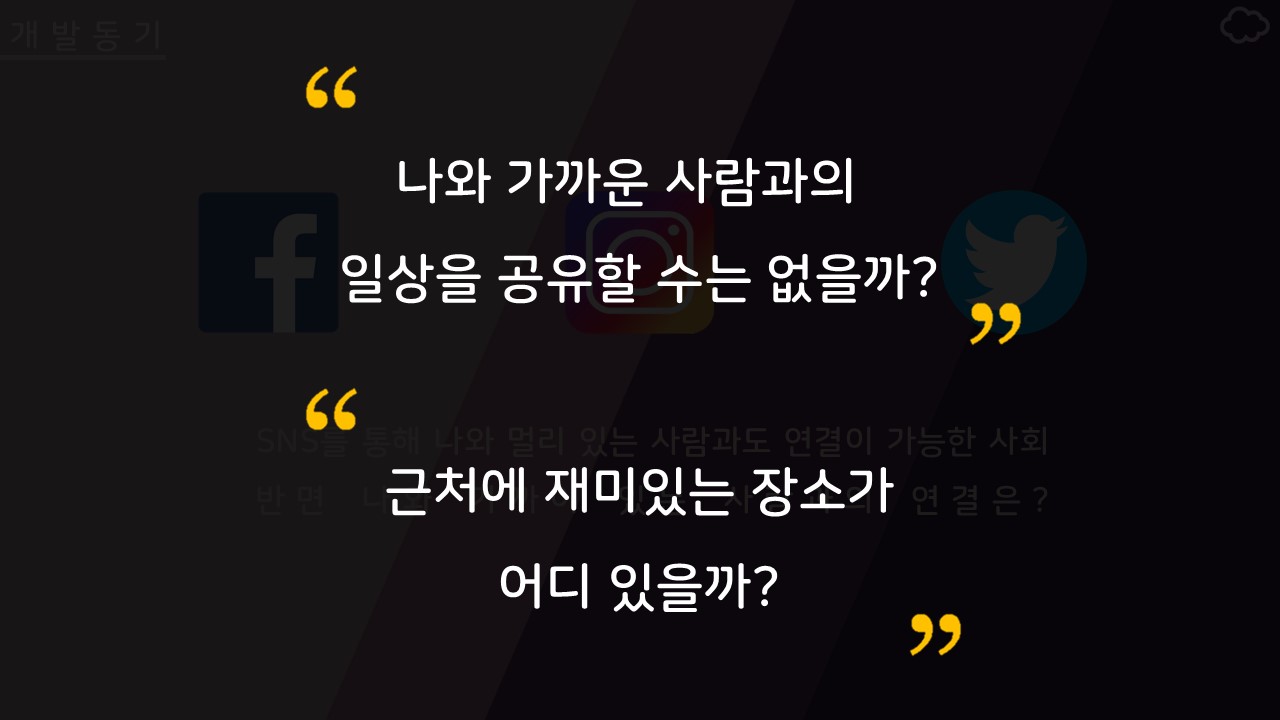 개발동기
“
나와 가까운 사람과의
일상을 공유할 수는 없을까?
”
“
SNS를 통해 나와 멀리 있는 사람과도 연결이 가능한 사회
근처에 재미있는 장소가
반면 연결은?
어디 있을까?
”